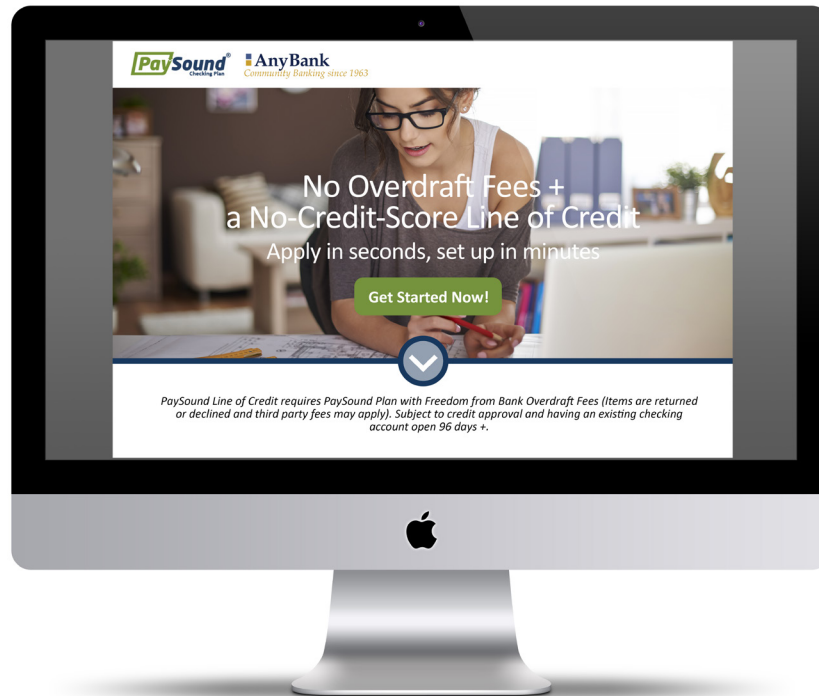 PaySound®
Checking Plan
AnyBank
Community Banking since 1963
No Overdraft Fees +
a No-Credit-Score Line of Credit
Apply in seconds, set up in minutes
Get Started Now!
PaySound Line of Credit requires PaySound Plan with Freedom from Bank Overdraft Fees (Items are returned
or declined and third party fees may apply). Subject to credit approval and having an existing checking
account open 96 days +.